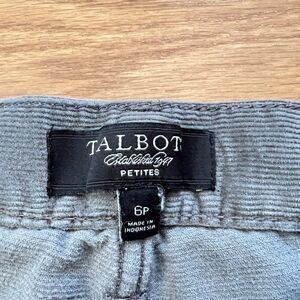 TALBOT
Established 1947
PETITES
6P
MADE IN
INDONESIA